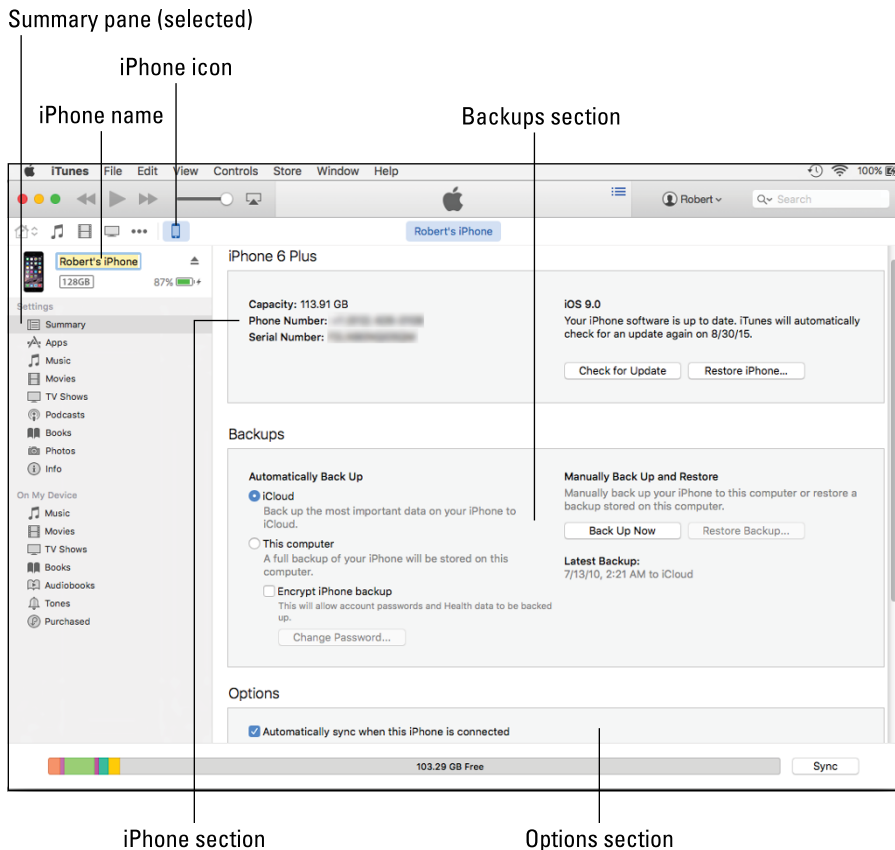 Summary pane (selected)
iPhone icon
iPhone name
Backups section
iTunes File Edit View Controls Store Window Help 100%
Robert Search
Robert's iPhone
Robert's iPhone
128GB 87%
Settings
Summary
Apps
Music
Movies
TV Shows
Podcasts
Books
Photos
Info
On My Device
Music
Movies
TV Shows
Books
Audiobooks
Tones
Purchased
iPhone 6 Plus
Capacity: 113.91 GB
Phone Number:
Serial Number:
iOS 9.0
Your iPhone software is up to date. iTunes will automatically
check for an update again on 8/30/15.
Check for Update Restore iPhone...
Backups
Automatically Back Up
iCloud
Back up the most important data on your iPhone to
iCloud.
This computer
A full backup of your iPhone will be stored on this
computer.
Encrypt iPhone backup
This will allow account passwords and Health data to be backed
up.
Change Password...
Manually Back Up and Restore
Manually back up your iPhone to this computer or restore a
backup stored on this computer.
Back Up Now Restore Backup...
Latest Backup:
7/13/10, 2:21 AM to iCloud
Options
Automatically sync when this iPhone is connected
103.29 GB Free Sync
iPhone section
Options section